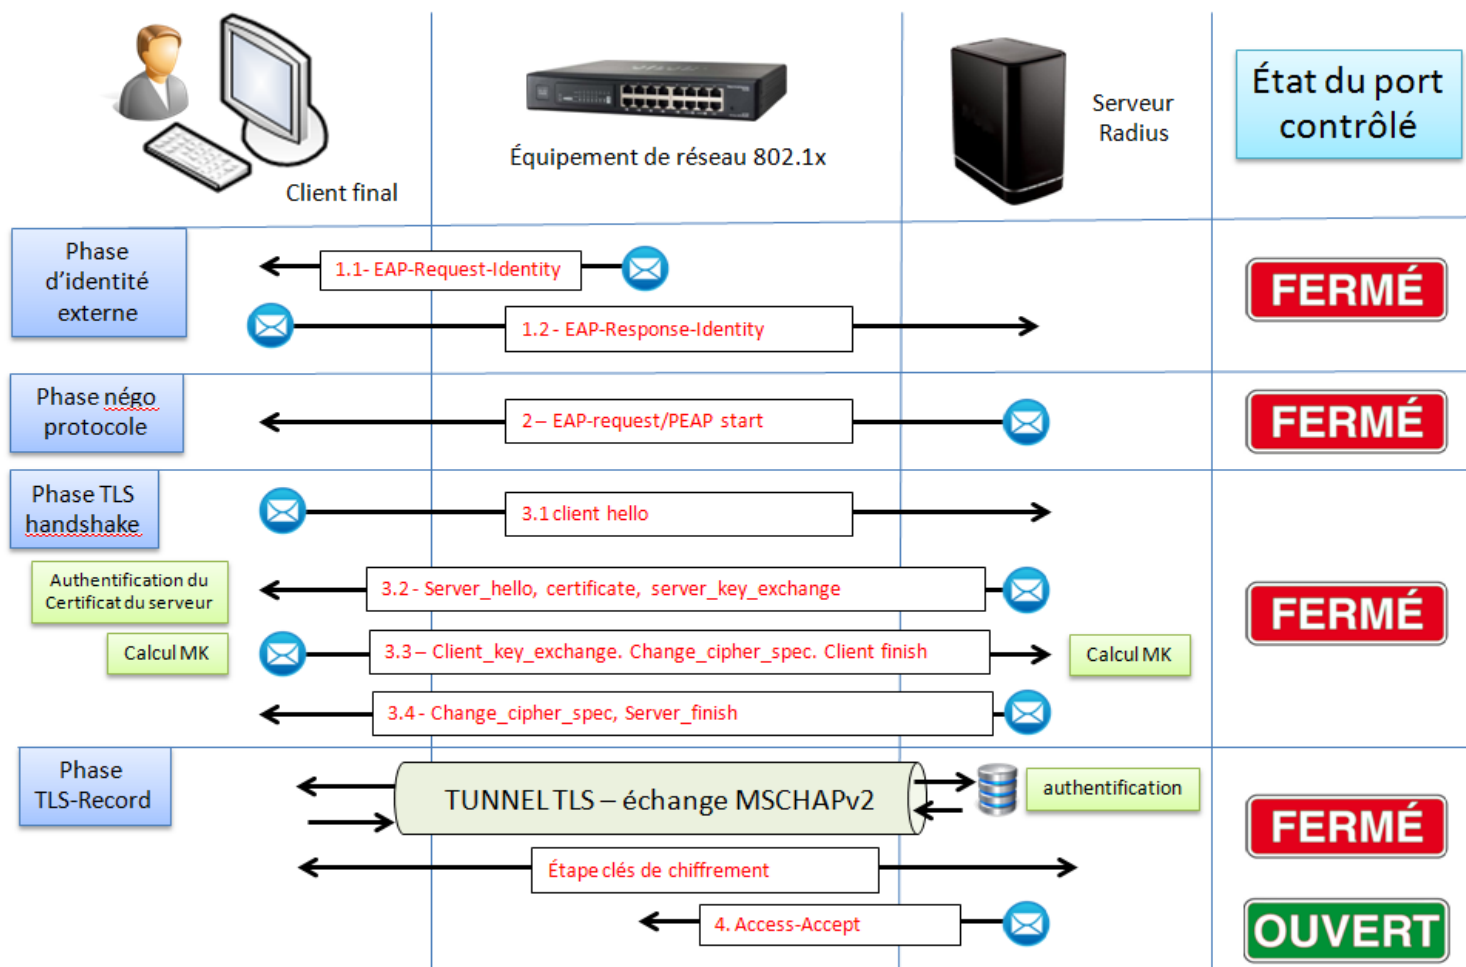 Client final
Équipement de réseau 802.1x
Serveur
Radius
État du port
contrôlé
Phase
d'identité
externe
1.1- EAP-Request-Identity
1.2 - EAP-Response-Identity
FERMÉ
Phase négo
protocole
2 – EAP-request/PEAP start
FERMÉ
Phase TLS
handshake
3.1 client hello
Authentification du
Certificat du serveur
3.2 - Server_hello, certificate, server_key_exchange
FERMÉ
Calcul MK
3.3 – Client_key_exchange. Change_cipher_spec. Client finish
Calcul MK
3.4 - Change_cipher_spec, Server_finish
Phase
TLS-Record
TUNNEL TLS – échange MSCHAPv2
authentification
FERMÉ
Étape clés de chiffrement
4. Access-Accept
OUVERT